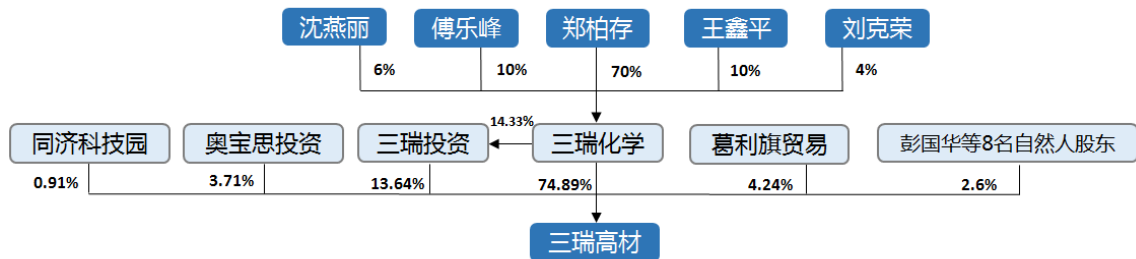 沈燕丽 傅乐峰 郑柏存 王鑫平 刘克荣
6% 10% 70% 10% 4%
14.33%
同济科技园 奥宝思投资 三瑞投资 三瑞化学 葛利旗贸易 彭国华等8名自然人股东
0.91% 3.71% 13.64% 74.89% 4.24% 2.6%
三瑞高材